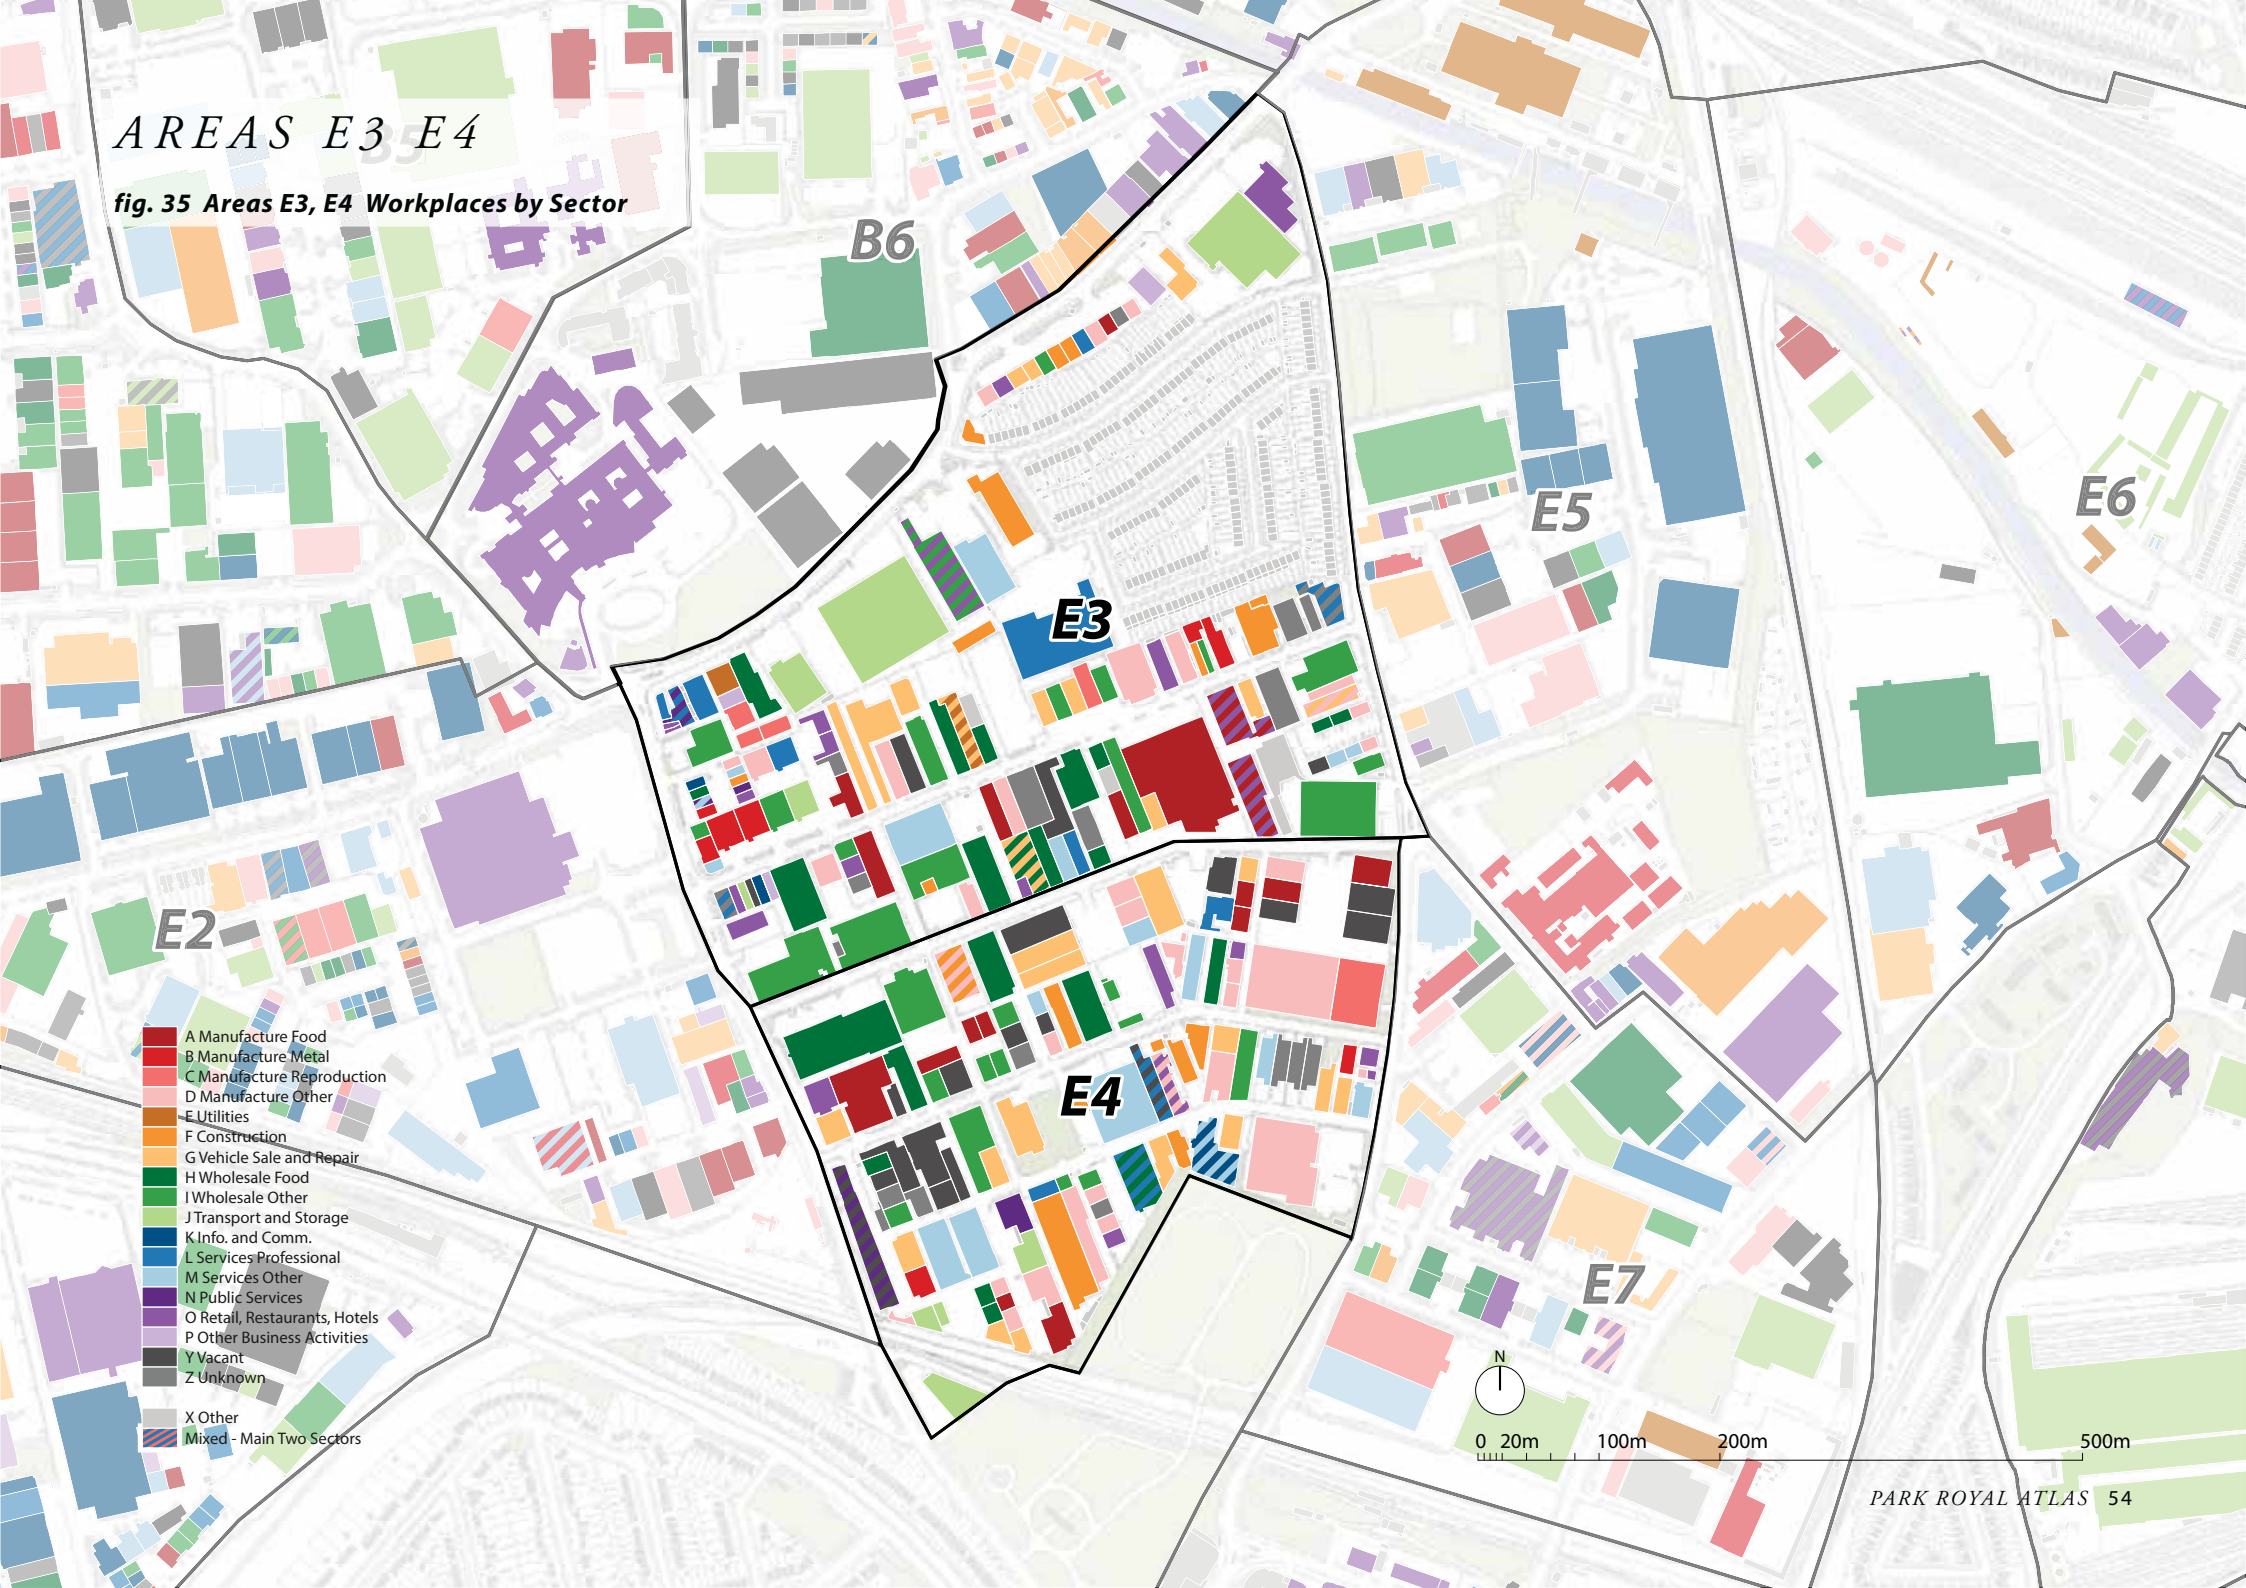 AREAS E3 E4
B5
fig. 35 Areas E3, E4 Workplaces by Sector
B6
E3
E5
E6
E2
E4
E7
A Manufacture Food
B Manufacture Metal
C Manufacture Reproduction
D Manufacture Other
E Utilities
F Construction
G Vehicle Sale and Repair
H Wholesale Food
I Wholesale Other
J Transport and Storage
K Info. and Comm.
L Services Professional
M Services Other
N Public Services
O Retail, Restaurants, Hotels
P Other Business Activities
Y Vacant
Z Unknown
X Other
Mixed - Main Two Sectors
N
0 20m 100m 200m 500m
PARK ROYAL ATLAS 54